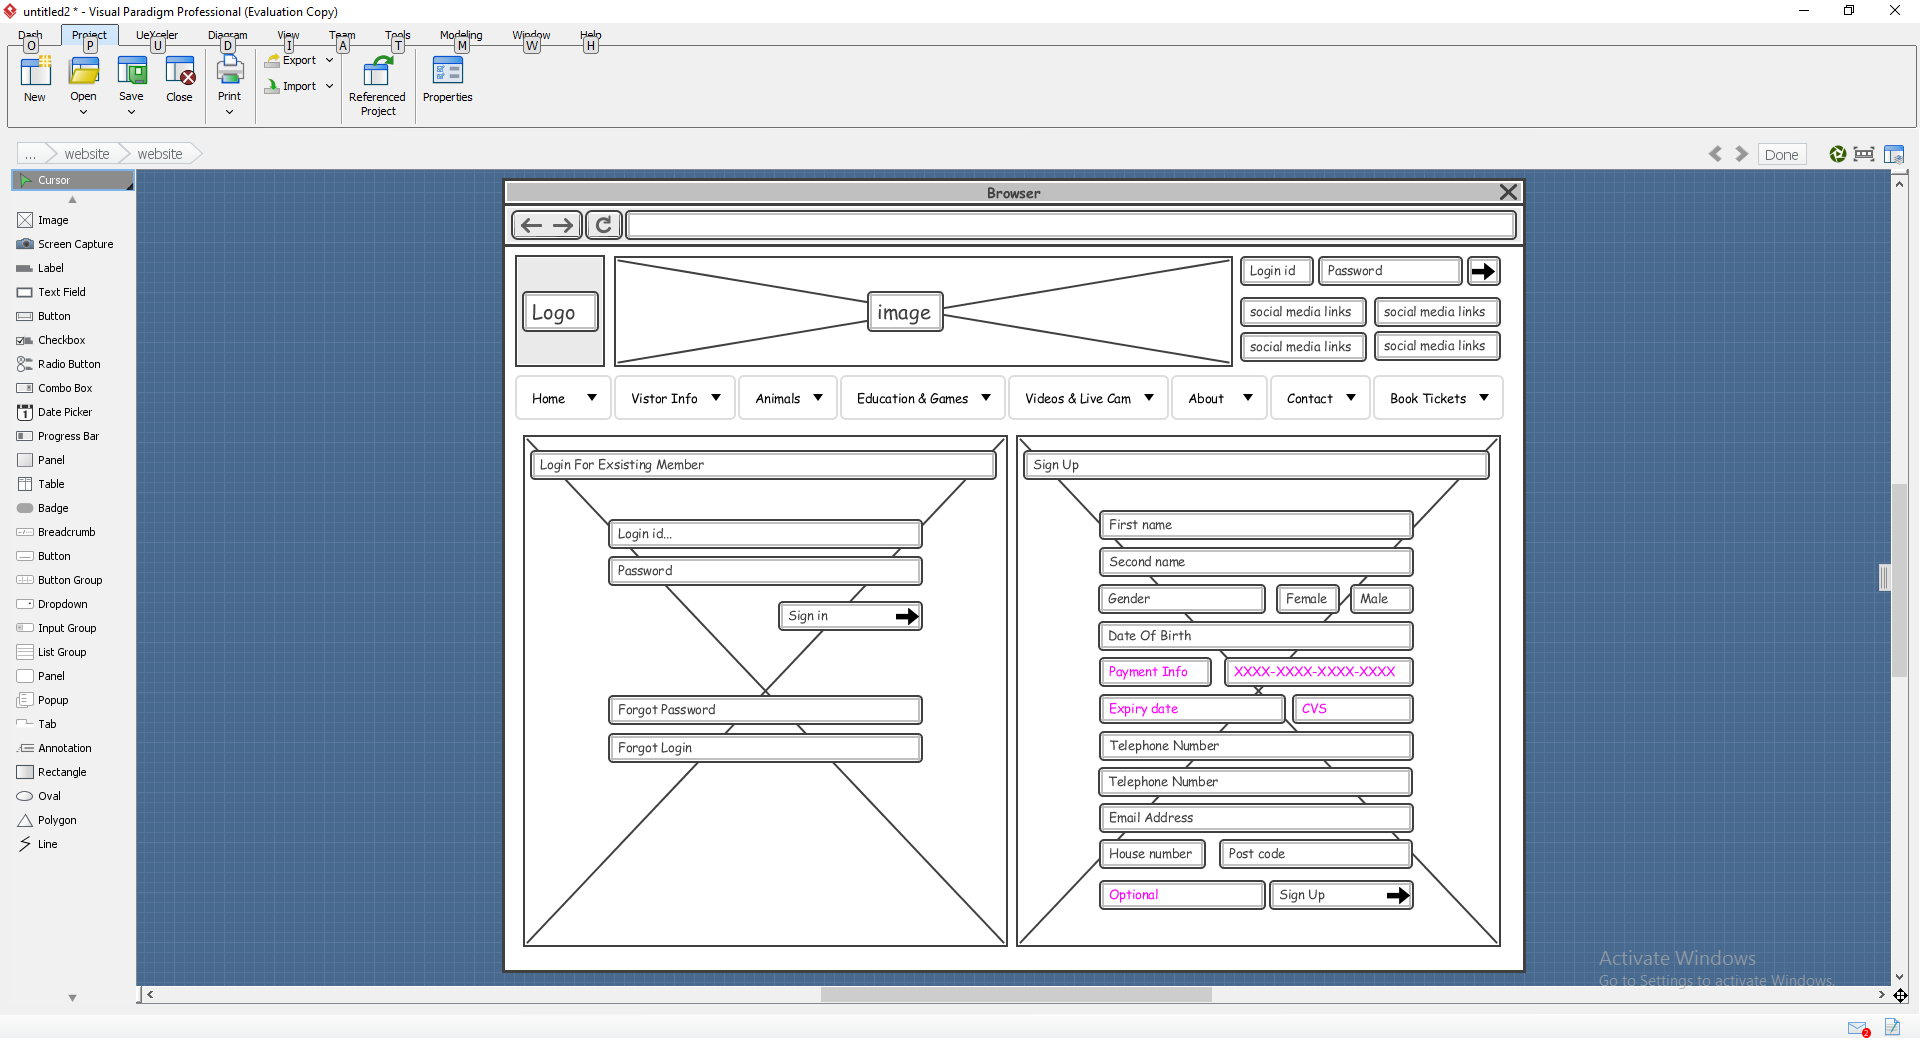 untitled2 * - Visual Paradigm Professional (Evaluation Copy)
Dash Project UeXceler Diagram View Team Tools Modeling Window Help
O P U D I A T M W H
New Open Save Close Print Export Import Referenced Project Properties
... website website
Done
Cursor
Image
Screen Capture
Label
Text Field
Button
Checkbox
Radio Button
Combo Box
Date Picker
Progress Bar
Panel
Table
Badge
Breadcrumb
Button
Button Group
Dropdown
Input Group
List Group
Panel
Popup
Tab
Annotation
Rectangle
Oval
Polygon
Line
Browser
Logo
image
Login id Password
social media links social media links
social media links social media links
Home Vistor Info Animals Education & Games Videos & Live Cam About Contact Book Tickets
Login For Exsisting Member
Login id...
Password
Sign in
Forgot Password
Forgot Login
Sign Up
First name
Second name
Gender Female Male
Date Of Birth
Payment Info XXXX-XXXX-XXXX-XXXX
Expiry date CVS
Telephone Number
Telephone Number
Email Address
House number Post code
Optional Sign Up
Activate Windows
Go to Settings to activate Windows.
2